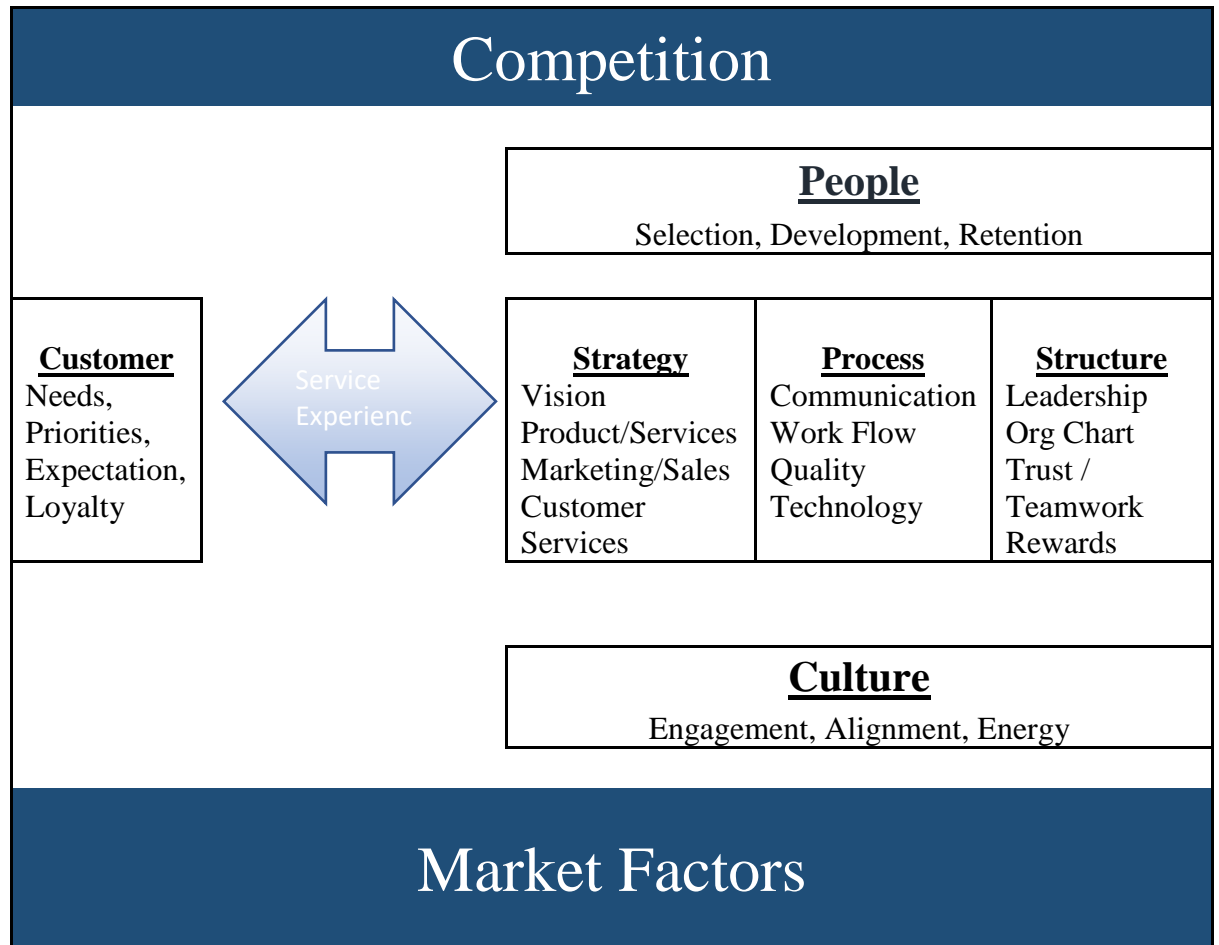 Competition
People
Selection, Development, Retention
Customer
Needs,
Priorities,
Expectation,
Loyalty
Service
Experienc
Strategy
Vision
Product/Services
Marketing/Sales
Customer
Services
Process
Communication
Work Flow
Quality
Technology
Structure
Leadership
Org Chart
Trust /
Teamwork
Rewards
Culture
Engagement, Alignment, Energy
Market Factors